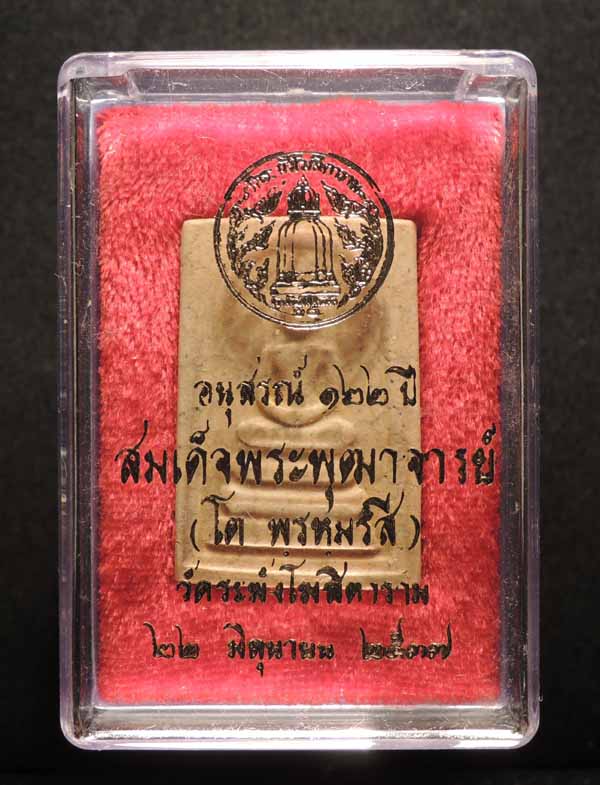 อนุสรณ์ ๑๒๒ ปี
สมเด็จพระพุฒาจารย์
(โต พรหมรํสี)
วัดระฆังโฆสิตาราม
๒๒ มิถุนายน ๒๕๓๗